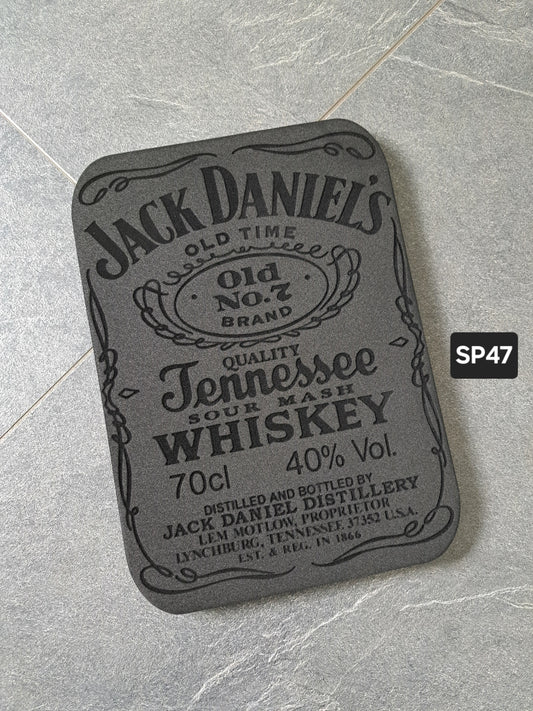 JACK DANIEL'S
OLD TIME
Old
No.7
BRAND
QUALITY
Tennessee
SOUR MASH
WHISKEY
70cl 40% Vol.
DISTILLED AND BOTTLED BY
JACK DANIEL DISTILLERY
LEM MOTLOW, PROPRIETOR
LYNCHBURG, TENNESSEE 37352 U.S.A.
EST. & REG. IN 1866
SP47